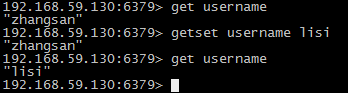 192.168.59.130:6379> get username
"zhangsan"
192.168.59.130:6379> getset username lisi
"zhangsan"
192.168.59.130:6379> get username
"lisi"
192.168.59.130:6379>